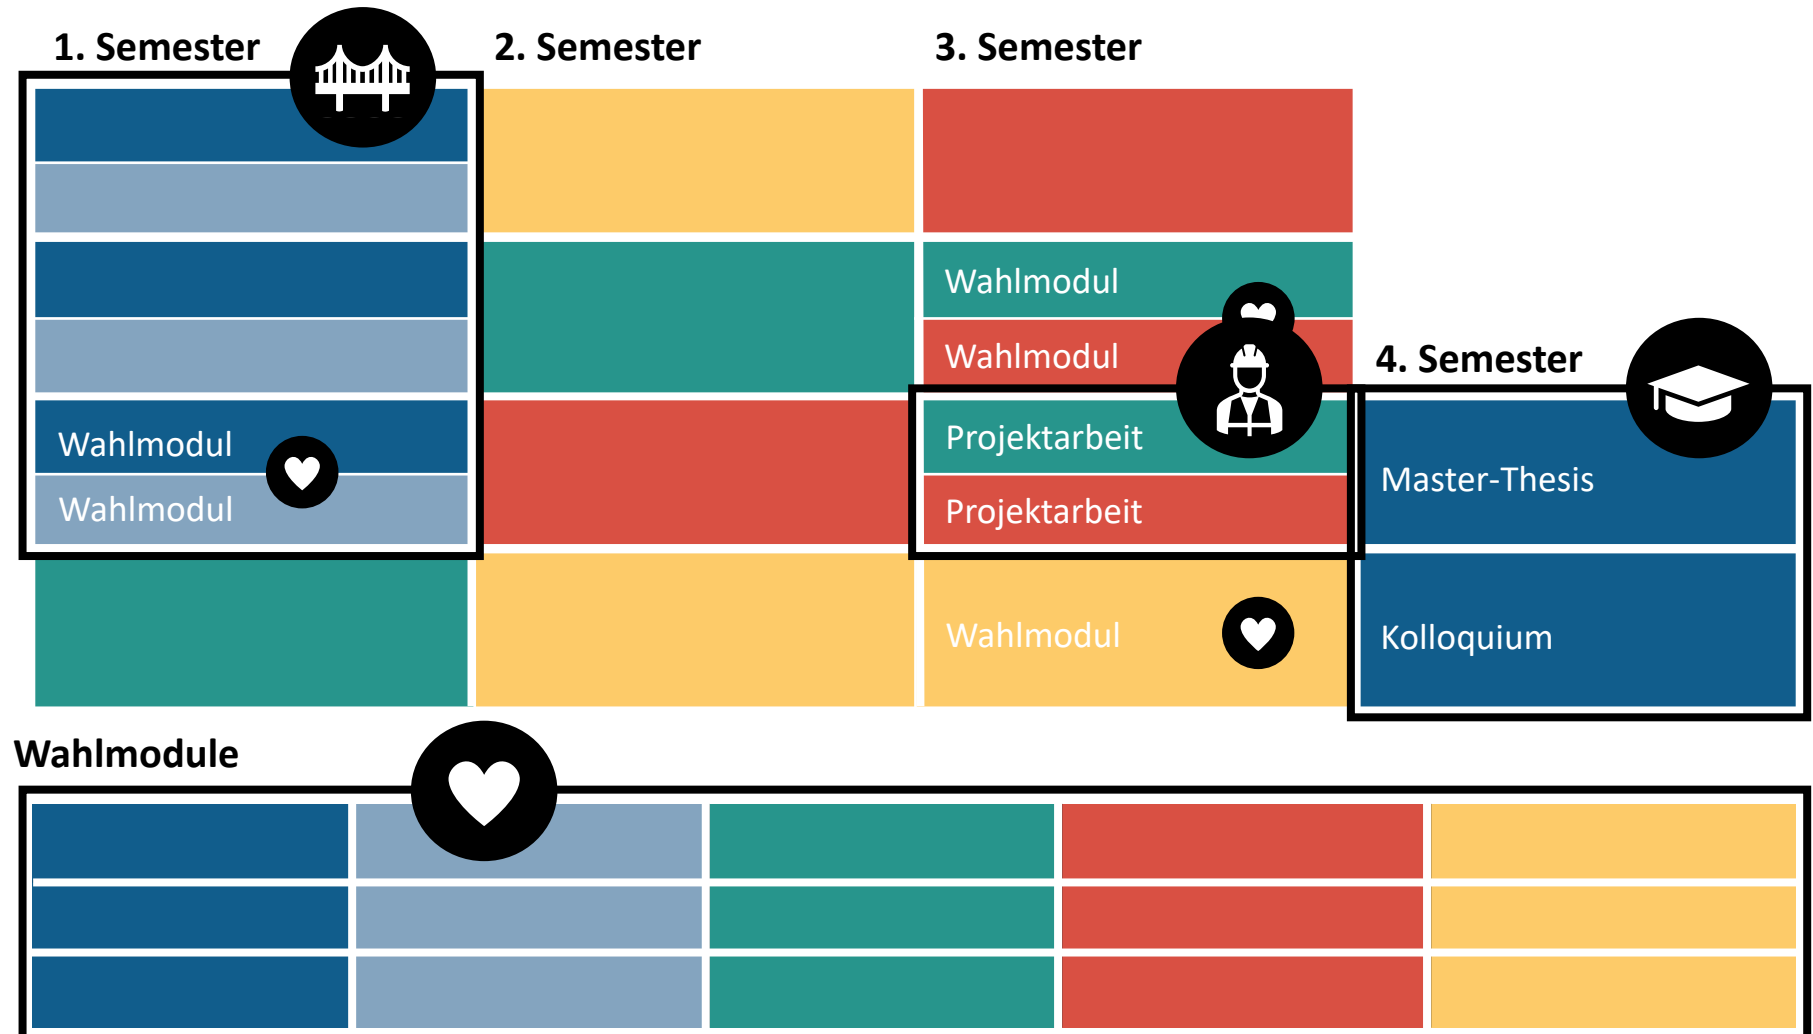 1. Semester
2. Semester
3. Semester
Wahlmodul
Wahlmodul
4. Semester
Wahlmodul
Wahlmodul
Projektarbeit
Projektarbeit
Master-Thesis
Wahlmodul
Kolloquium
Wahlmodule